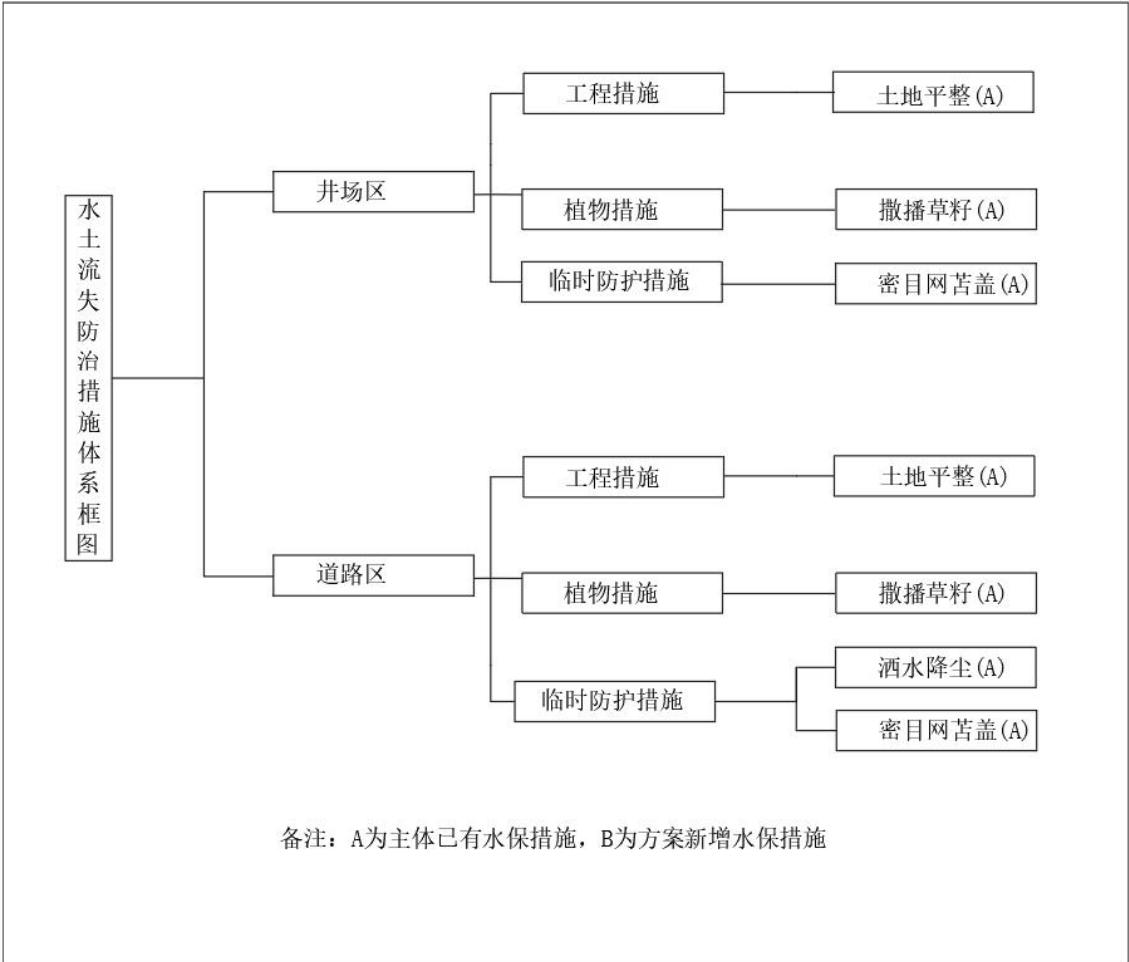 水土流失防治措施体系框图
井场区
工程措施
土地平整(A)
植物措施
撒播草籽(A)
临时防护措施
密目网苫盖(A)
道路区
工程措施
土地平整(A)
植物措施
撒播草籽(A)
临时防护措施
洒水降尘(A)
密目网苫盖(A)
备注：A为主体已有水保措施，B为方案新增水保措施